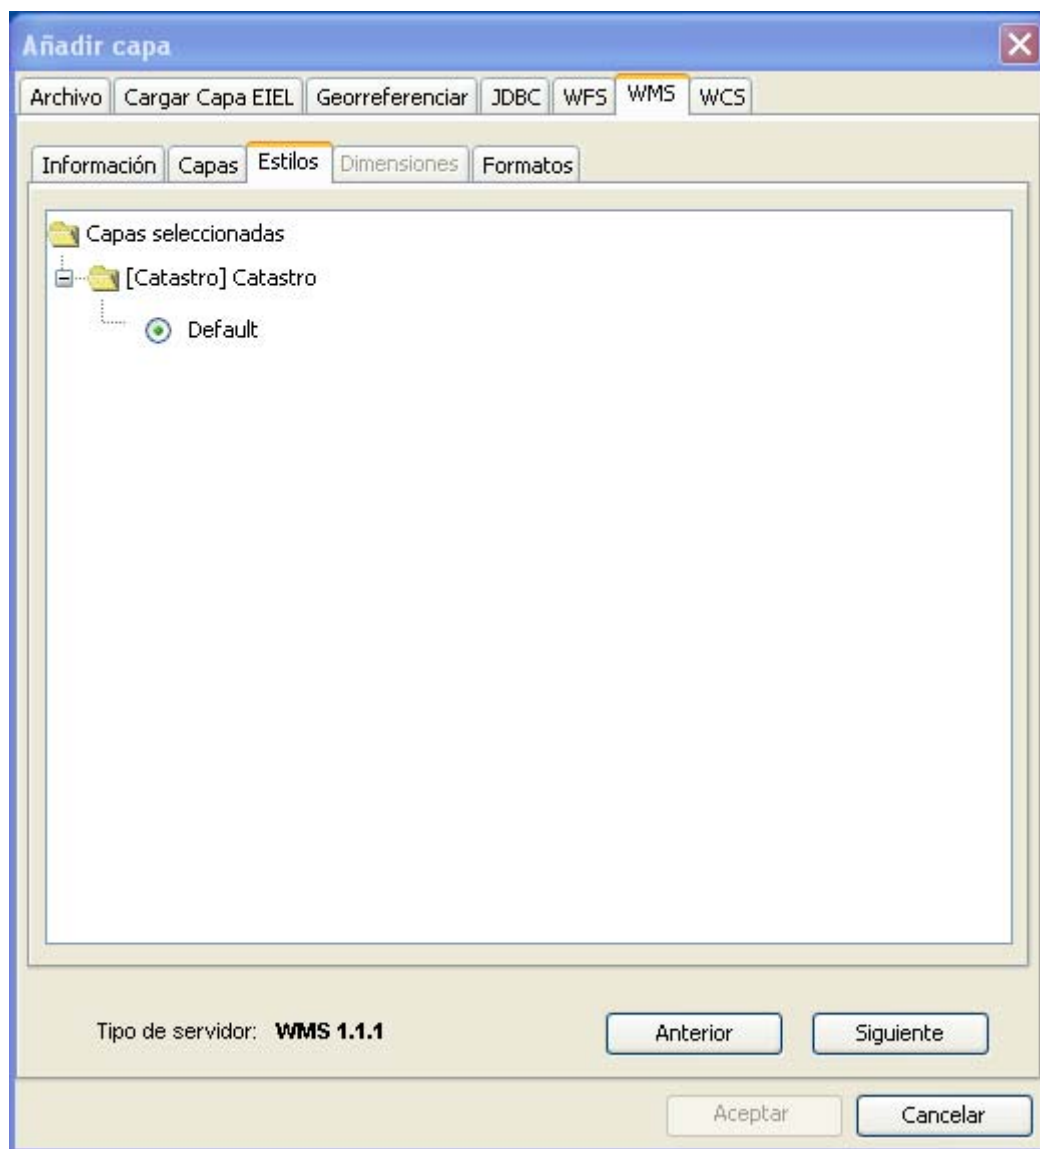 Añadir capa
Archivo Cargar Capa EIEL Georreferenciar JDBC WFS WMS WCS
Información Capas Estilos Dimensiones Formatos
Capas seleccionadas
[Catastro] Catastro
Default
Tipo de servidor: WMS 1.1.1 Anterior Siguiente
Aceptar Cancelar